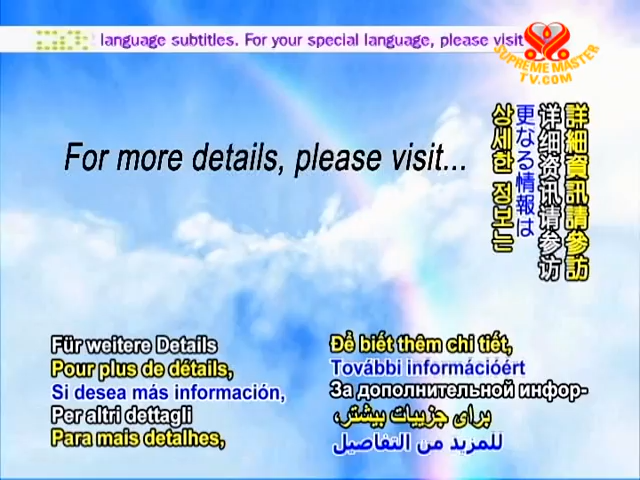 language subtitles. For your special language, please visit
SUPREME MASTER
TV.COM
For more details, please visit...
詳細資訊請參訪
详细资讯请参访
更なる情報は
상세한 정보는
Für weitere Details
Pour plus de détails,
Si desea más información,
Per altri dettagli
Para mais detalhes,
Để biết thêm chi tiết,
További információért
За дополнительной инфор-
برای جزییات بیشتر،
للمزيد من التفاصيل